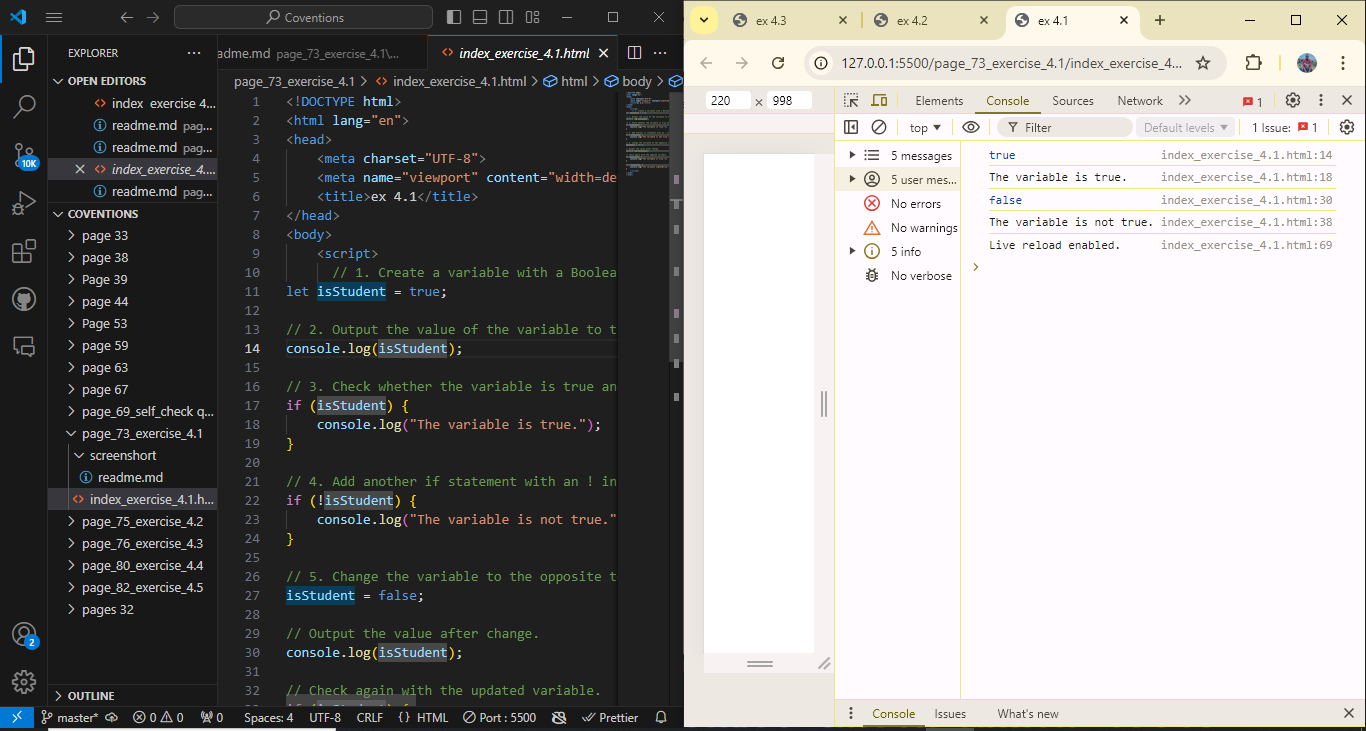 Coventions
EXPLORER
OPEN EDITORS
index exercise 4...
readme.md pag...
readme.md pag...
index_exercise_4....
readme.md pag...
COVENTIONS
page 33
page 38
Page 39
page 44
Page 53
page 59
page 63
page 67
page_69_self_check q...
page_73_exercise_4.1
screenshort
readme.md
index_exercise_4.1.h...
page_75_exercise_4.2
page_76_exercise_4.3
page_80_exercise_4.4
page_82_exercise_4.5
pages 32
OUTLINE
10K
2
adme.md page_73_exercise_4.1\...
index_exercise_4.1.html
page_73_exercise_4.1 > index_exercise_4.1.html > html > body >
1 <!DOCTYPE html>
2 <html lang="en">
3 <head>
4 <meta charset="UTF-8">
5 <meta name="viewport" content="width=de
6 <title>ex 4.1</title>
7 </head>
8 <body>
9 <script>
10 // 1. Create a variable with a Boolea
11 let isStudent = true;
12
13 // 2. Output the value of the variable to t
14 console.log(isStudent);
15
16 // 3. Check whether the variable is true an
17 if (isStudent) {
18 console.log("The variable is true.");
19 }
20
21 // 4. Add another if statement with an ! in
22 if (!isStudent) {
23 console.log("The variable is not true."
24 }
25
26 // 5. Change the variable to the opposite t
27 isStudent = false;
28
29 // Output the value after change.
30 console.log(isStudent);
31
32 // Check again with the updated variable.
master* 0 0 0 Spaces: 4 UTF-8 CRLF {} HTML Port : 5500 Prettier
ex 4.3
ex 4.2
ex 4.1
127.0.0.1:5500/page_73_exercise_4.1/index_exercise_4...
220 × 998
Elements Console Sources Network 1
top Filter Default levels 1 Issue: 1
5 messages
5 user mes...
No errors
No warnings
5 info
No verbose
true index_exercise_4.1.html:14
The variable is true. index_exercise_4.1.html:18
false index_exercise_4.1.html:30
The variable is not true. index_exercise_4.1.html:38
Live reload enabled. index_exercise_4.1.html:69
Console Issues What's new